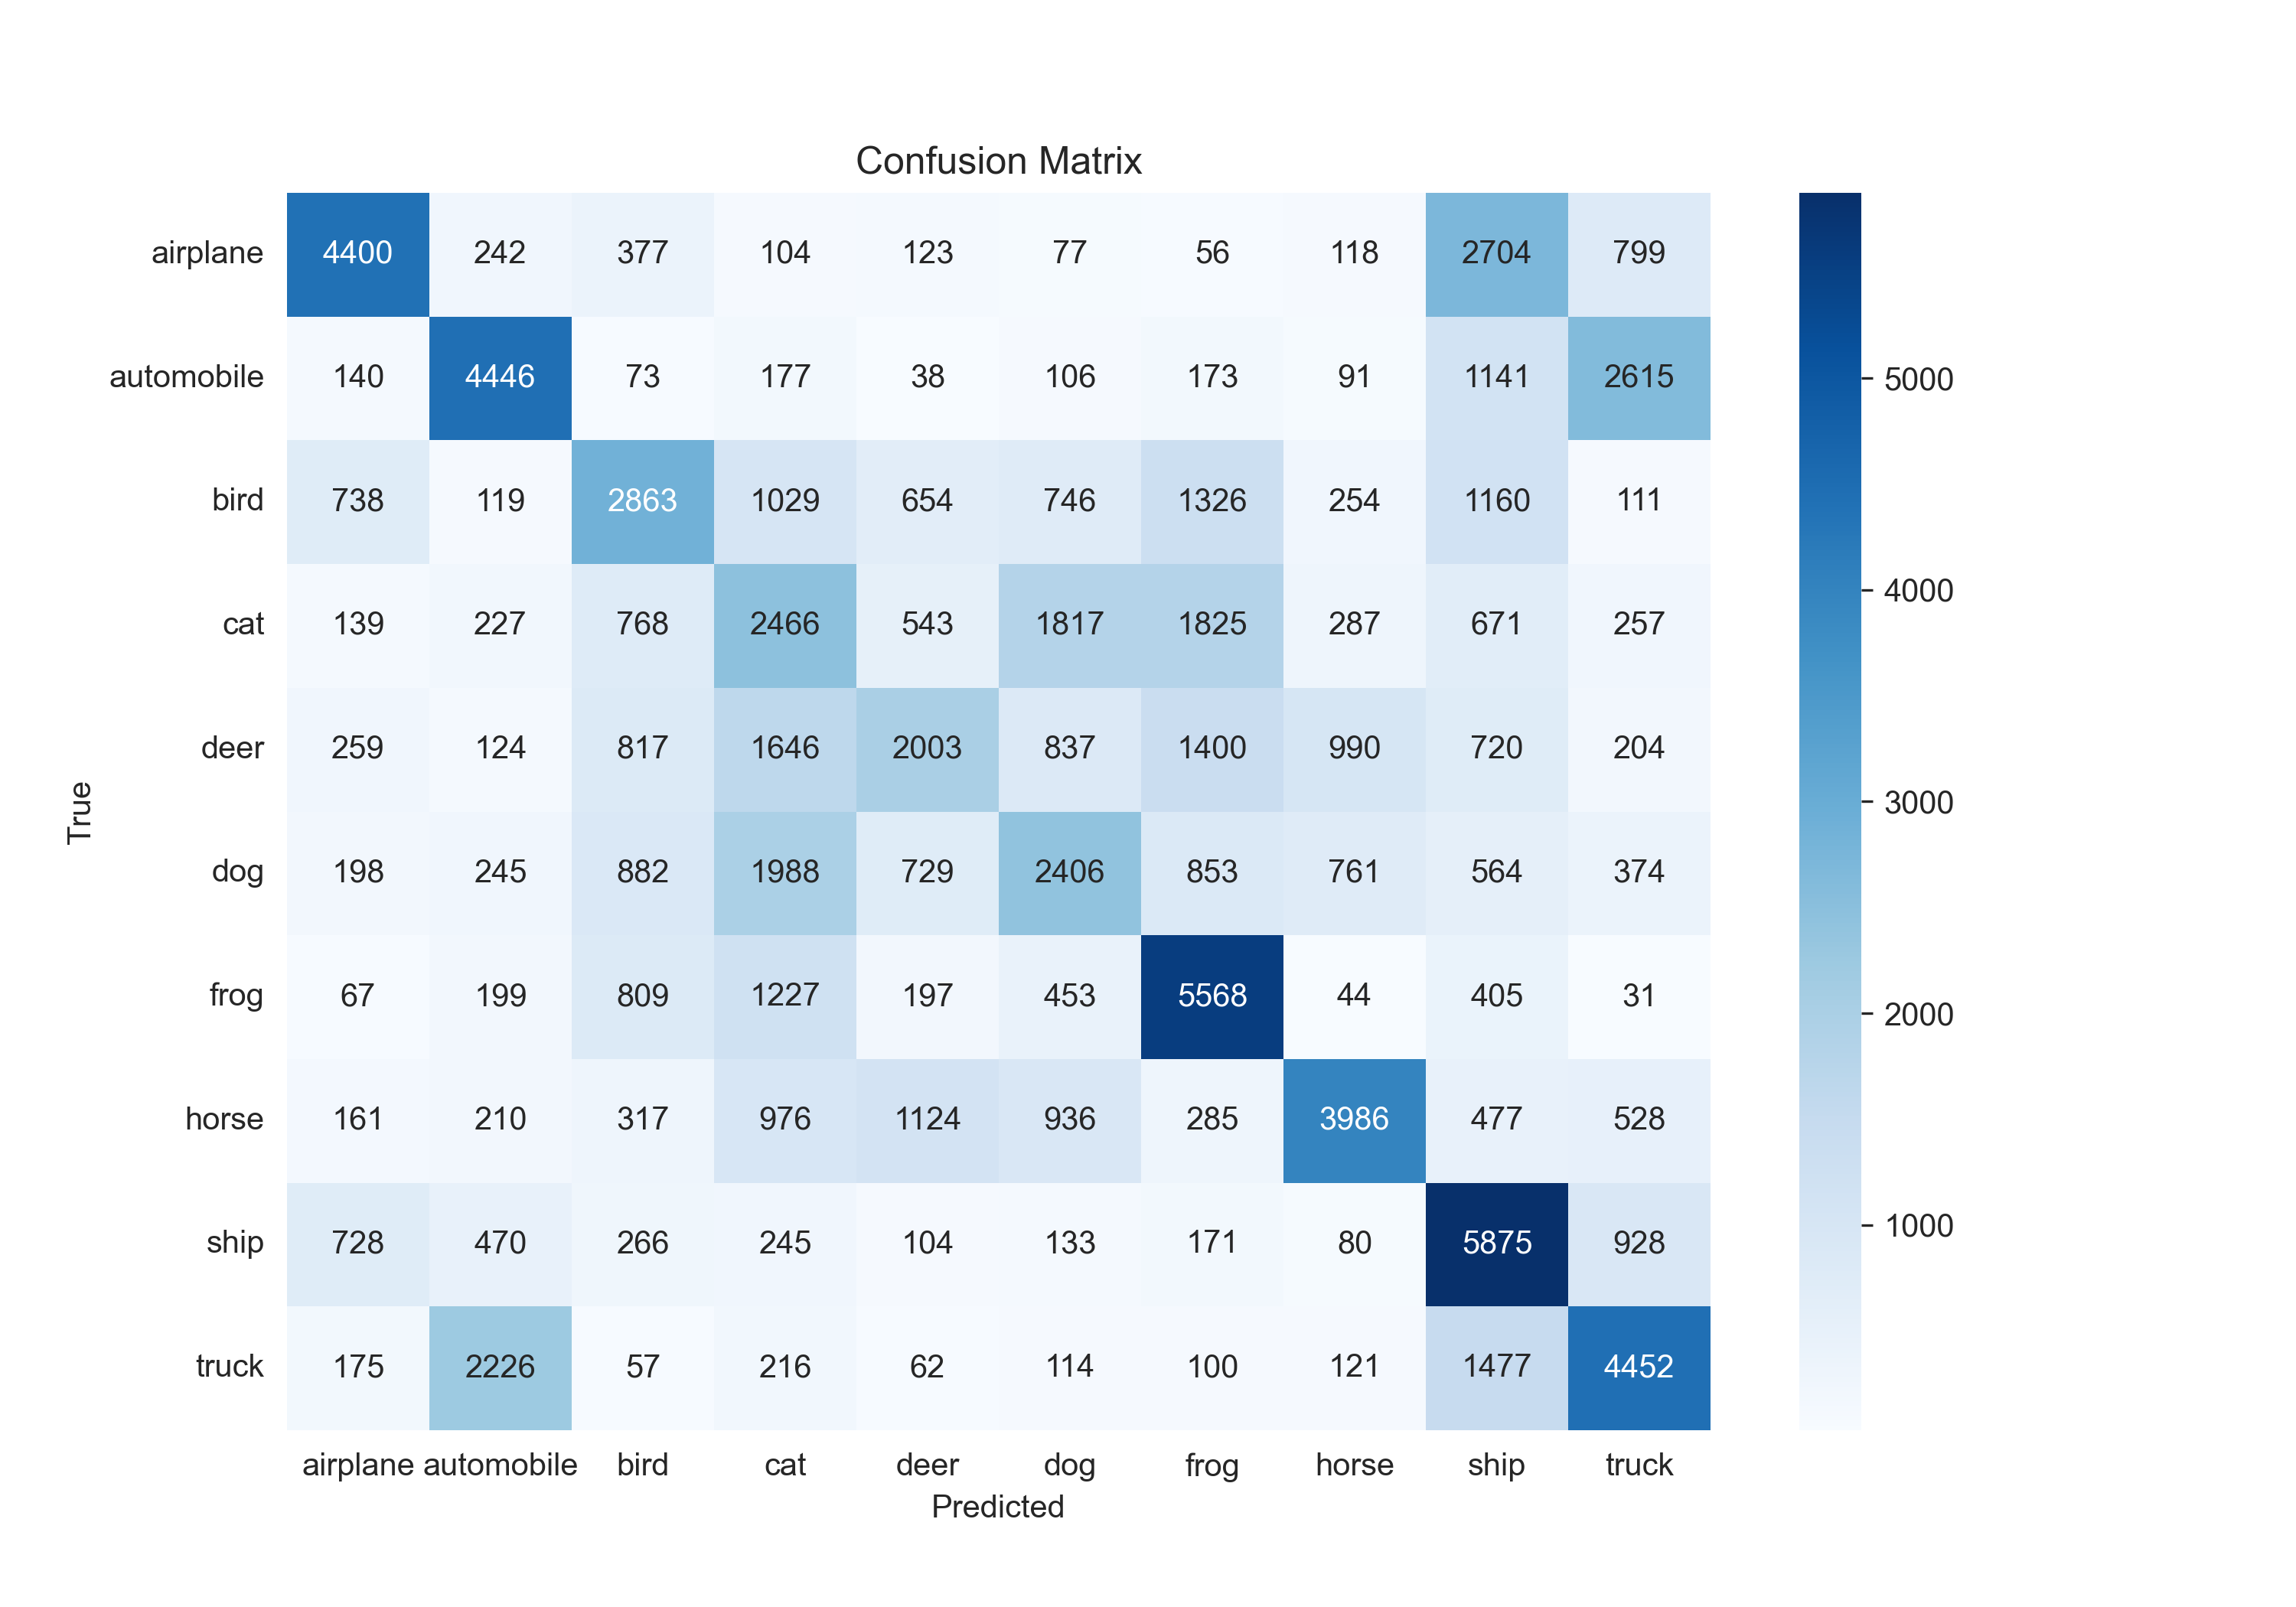 Confusion Matrix
airplane 4400 242 377 104 123 77 56 118 2704 799
automobile 140 4446 73 177 38 106 173 91 1141 2615
5000
bird 738 119 2863 1029 654 746 1326 254 1160 111
4000
cat 139 227 768 2466 543 1817 1825 287 671 257
deer 259 124 817 1646 2003 837 1400 990 720 204
3000
True
dog 198 245 882 1988 729 2406 853 761 564 374
frog 67 199 809 1227 197 453 5568 44 405 31
2000
horse 161 210 317 976 1124 936 285 3986 477 528
1000
ship 728 470 266 245 104 133 171 80 5875 928
truck 175 2226 57 216 62 114 100 121 1477 4452
airplane automobile bird cat deer dog frog horse ship truck
Predicted